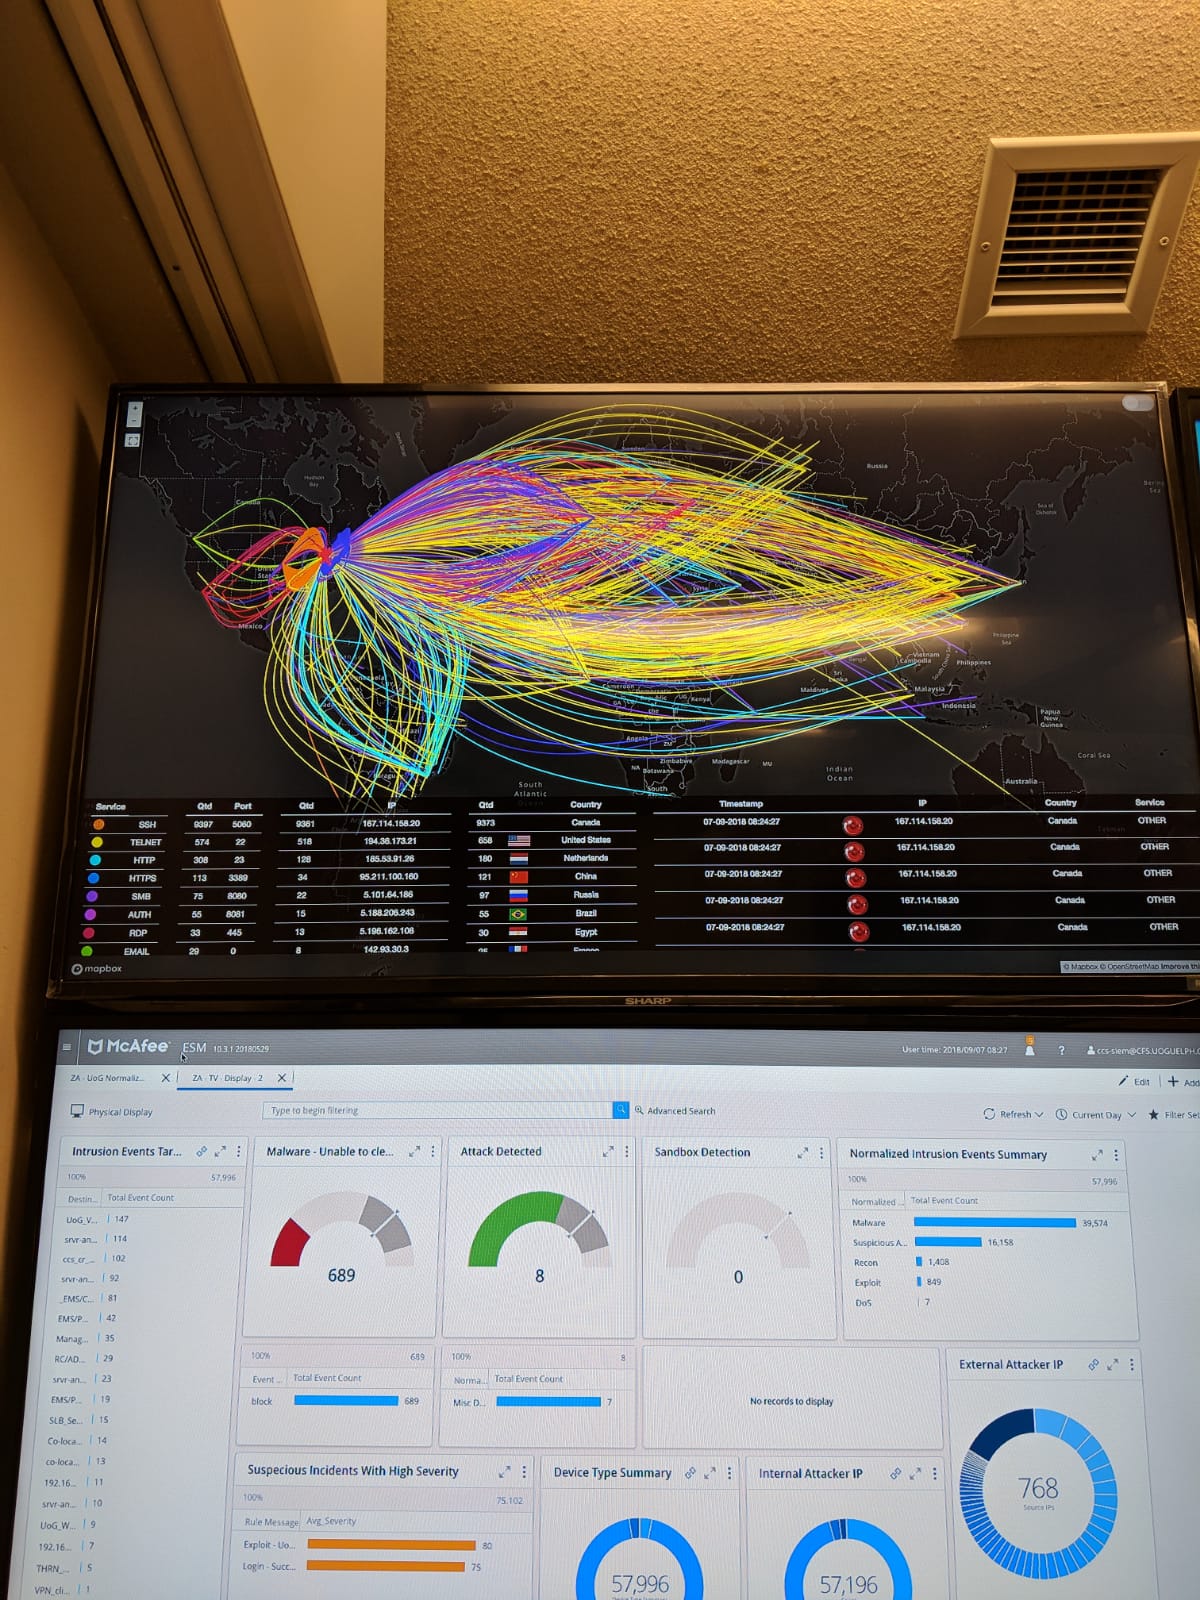 Hudson
Bay
Canada
Russia
Sea of
Okhotsk
Bering
Sea
United
States
Mexico
Philippine
Sea
Vietnam
Cambodia
Philippines
Sri
Lanka
Maldives
Malaysia
Indonesia
Papua
New
Guinea
Kenya
Angola
ZM
Zimbabwe
Madagascar
MU
NA
Botswana
South
Indian
Ocean
Australia
Coral Sea
South
Atlantic
Service Qtd Port Qtd IP Qtd Country Timestamp IP Country Service
SSH 9397 5060 9361 167.114.158.20 9373 Canada 07-09-2018 08:24:27 167.114.158.20 Canada OTHER
TELNET 574 22 518 194.36.173.21 658 United States 07-09-2018 08:24:27 167.114.158.20 Canada OTHER
HTTP 308 23 128 185.53.91.26 180 Netherlands 07-09-2018 08:24:27 167.114.158.20 Canada OTHER
HTTPS 113 3389 34 95.211.100.160 121 China 07-09-2018 08:24:27 167.114.158.20 Canada OTHER
SMB 75 8080 22 5.101.64.186 97 Russia 07-09-2018 08:24:27 167.114.158.20 Canada OTHER
AUTH 55 8081 15 5.188.206.243 55 Brazil
RDP 33 445 13 5.196.162.106 30 Egypt
EMAIL 29 0 8 142.93.30.3 France
mapbox
© Mapbox © OpenStreetMap Improve
SHARP
McAfee ESM 10.3.1 20180529
User time: 2018/09/07 08:27
? ccs-siem@CFS.UOGUELPH.
ZA - UoG Normaliz...
ZA - TV - Display - 2
Edit + Add
Physical Display
Type to begin filtering
Advanced Search
Refresh
Current Day
Filter Set
Intrusion Events Tar...
100% 57,996
Destin... Total Event Count
UoG_V... 147
srvr-an... 114
ccs_cr_... 102
srvr-an... 92
_EMS/C... 81
EMS/P... 42
Manag... 35
RC/AD... 29
srvr-an... 23
EMS/P... 19
SLB_Se... 15
Co-loca... 14
co-loca... 13
192.16... 11
srvr-an... 10
UoG_W... 9
192.16... 7
THRN_... 5
VPN_cli... 1
Malware - Unable to cle...
689
100% 689
Event ... Total Event Count
block 689
Attack Detected
8
100% 8
Norma... Total Event Count
Misc D... 7
Sandbox Detection
0
No records to display
Normalized Intrusion Events Summary
100% 57,996
Normalized ... Total Event Count
Malware 39,574
Suspicious A... 16,158
Recon 1,408
Exploit 849
DoS 7
Suspecious Incidents With High Severity
100% 75.102
Rule Message Avg_Severity
Exploit - Uo... 80
Login - Succ... 75
Device Type Summary
57,996
Internal Attacker IP
57,196
External Attacker IP
768
Source IPs